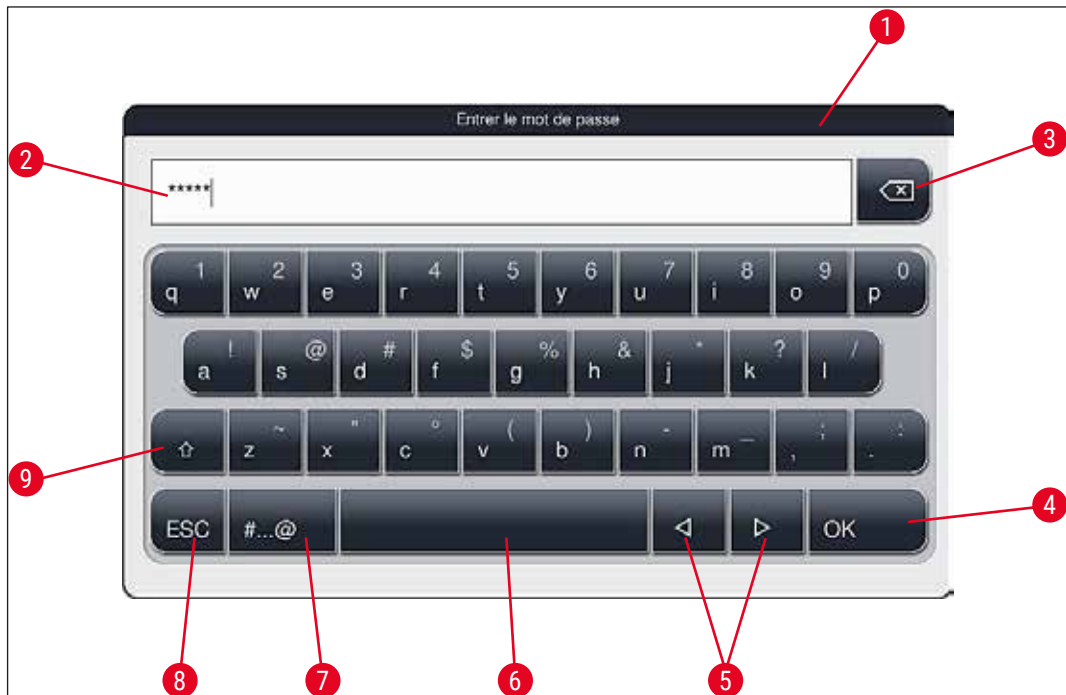 1
Entrer le mot de passe
2
3
*****
1 2 3 4 5 6 7 8 9 0
q w e r t y u i o p
! @ # $ % & * ? /
a s d f g h j k l
~ " ° ( ) - _ ; :
z x c v b n m , .
9
ESC #...@ OK
4
8 7 6 5